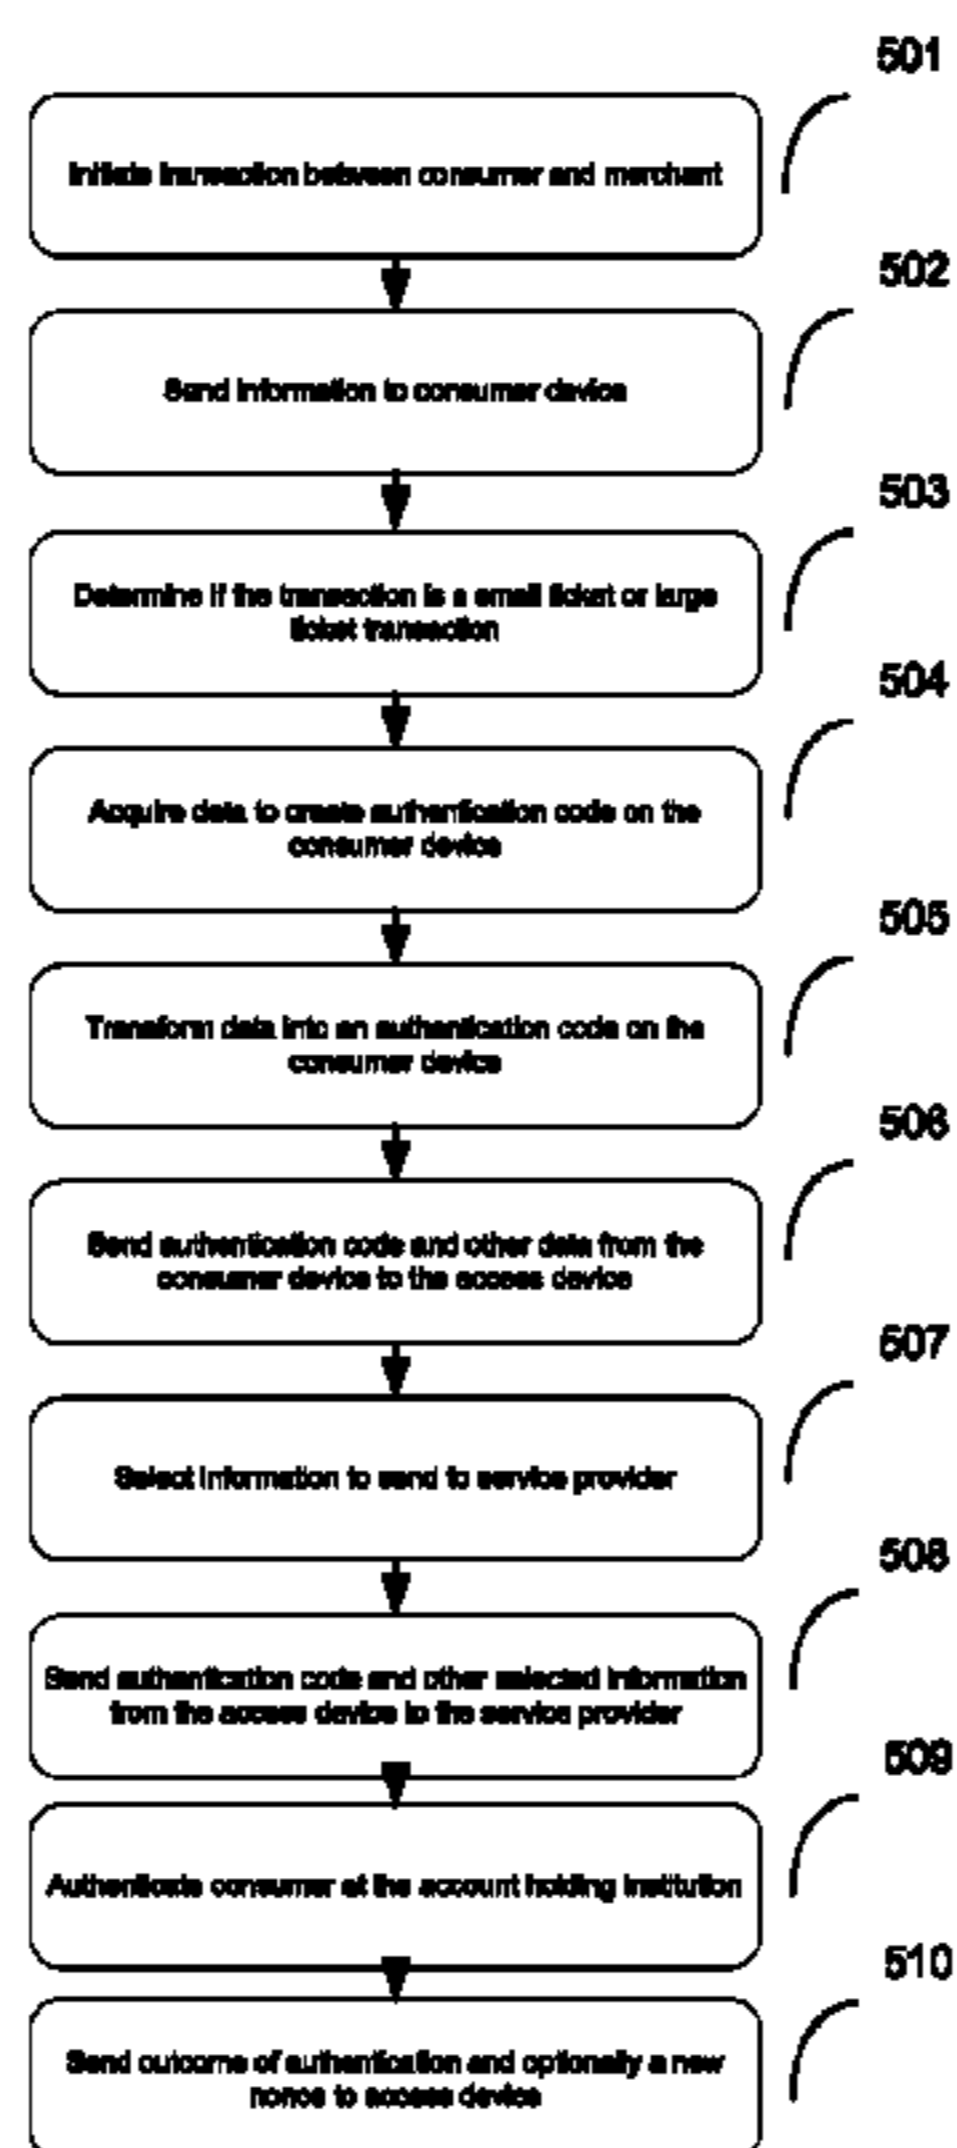 501
Initiate transaction between consumer and merchant
502
Send information to consumer device
503
Determine if the transaction is a small ticket or large
ticket transaction
504
Acquire data to create authentication code on the
consumer device
505
Transform data into an authentication code on the
consumer device
506
Send authentication code and other data from the
consumer device to the access device
507
Select information to send to service provider
508
Send authentication code and other selected information
from the access device to the service provider
509
Authenticate consumer at the account holding institution
510
Send outcome of authentication and optionally a new
nonce to access device